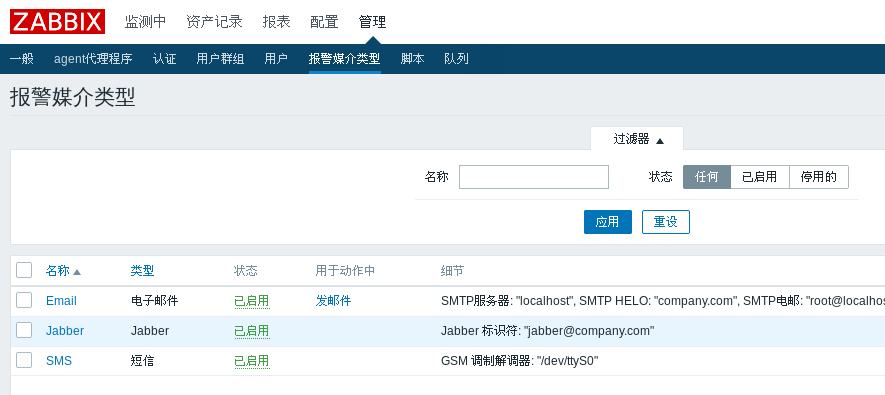 ZABBIX 监测中 资产记录 报表 配置 管理
一般 agent代理程序 认证 用户群组 用户 报警媒介类型 脚本 队列
报警媒介类型
过滤器 ▲
名称 状态 任何 已启用 停用的
应用 重设
名称 ▲ 类型 状态 用于动作中 细节
Email 电子邮件 已启用 发邮件 SMTP服务器: "localhost", SMTP HELO: "company.com", SMTP电邮: "root@localhos
Jabber Jabber 已启用 Jabber 标识符: "jabber@company.com"
SMS 短信 已启用 GSM 调制解调器: "/dev/ttyS0"